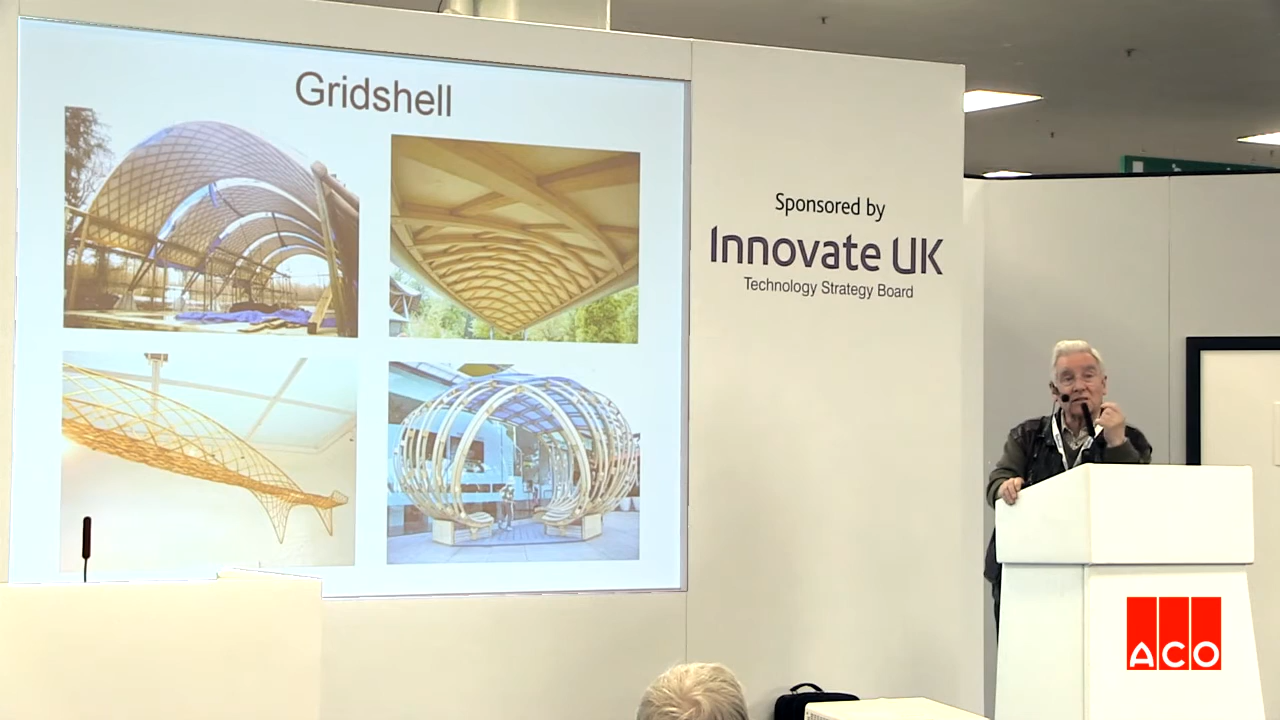 Gridshell
Sponsored by
Innovate UK
Technology Strategy Board
ACO